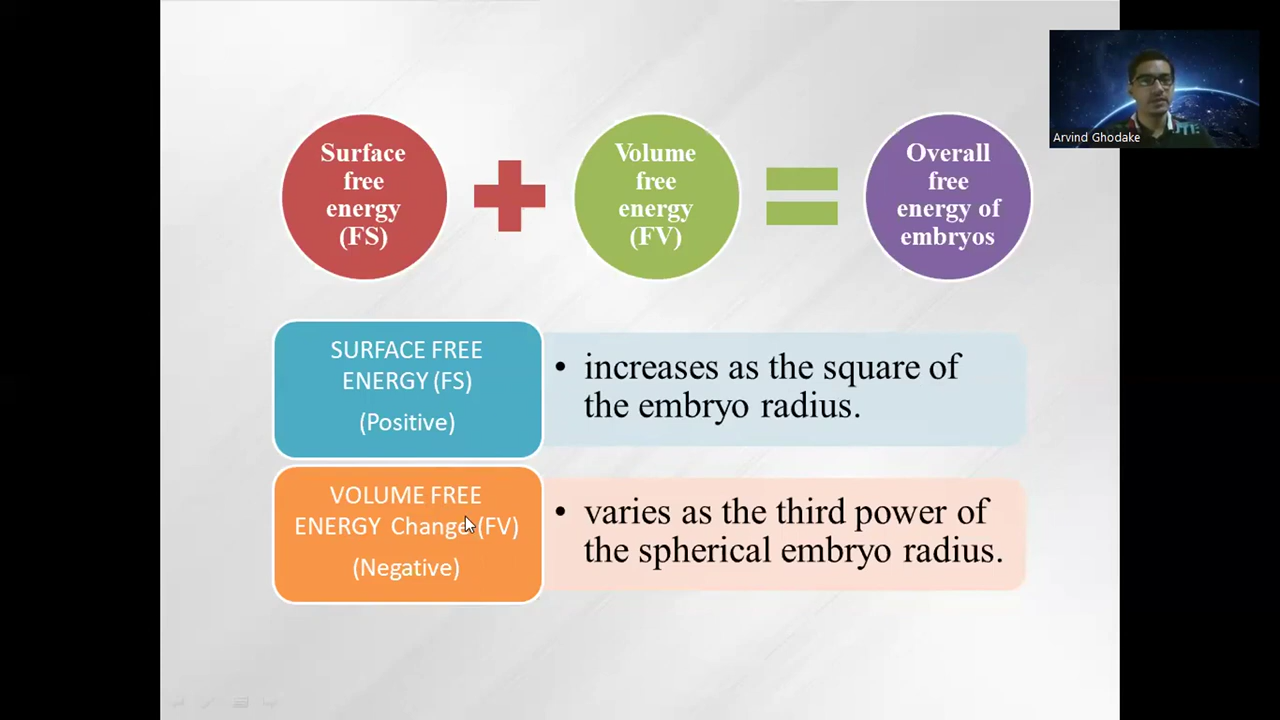 Surface
free
energy
(FS)
Volume
free
energy
(FV)
Overall
free
energy of
embryos
Arvind Ghodake
SURFACE FREE
ENERGY (FS)
(Positive)
• increases as the square of
the embryo radius.
VOLUME FREE
ENERGY Change (FV)
(Negative)
• varies as the third power of
the spherical embryo radius.